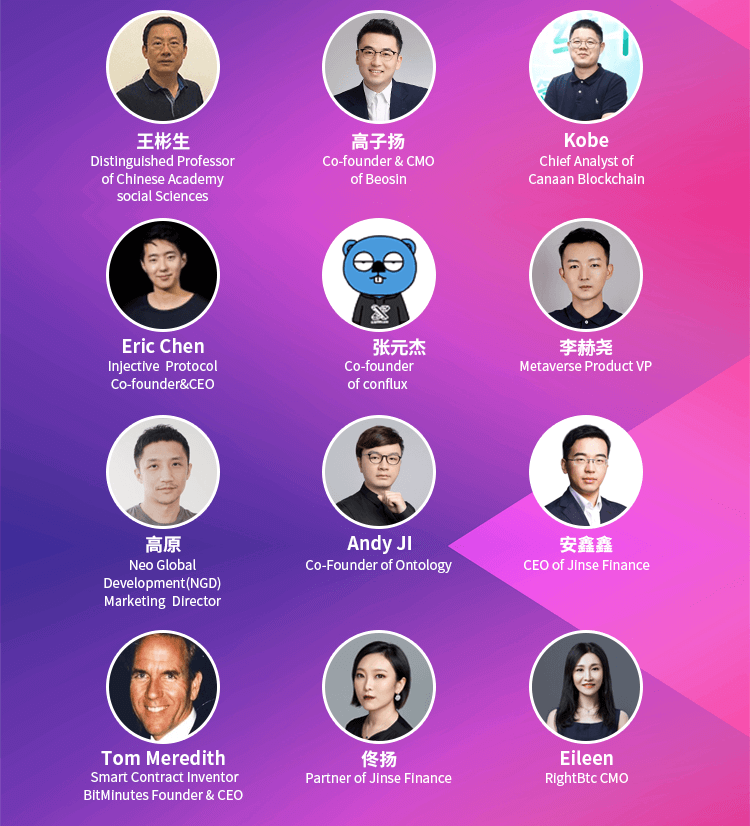 王彬生
Distinguished Professor
of Chinese Academy
social Sciences
高子扬
Co-founder & CMO
of Beosin
Kobe
Chief Analyst of
Canaan Blockchain
Eric Chen
Injective Protocol
Co-founder&CEO
张元杰
Co-founder
of conflux
李赫尧
Metaverse Product VP
高原
Neo Global
Development(NGD)
Marketing Director
Andy JI
Co-Founder of Ontology
安鑫鑫
CEO of Jinse Finance
Tom Meredith
Smart Contract Inventor
BitMinutes Founder & CEO
佟扬
Partner of Jinse Finance
Eileen
RightBtc CMO